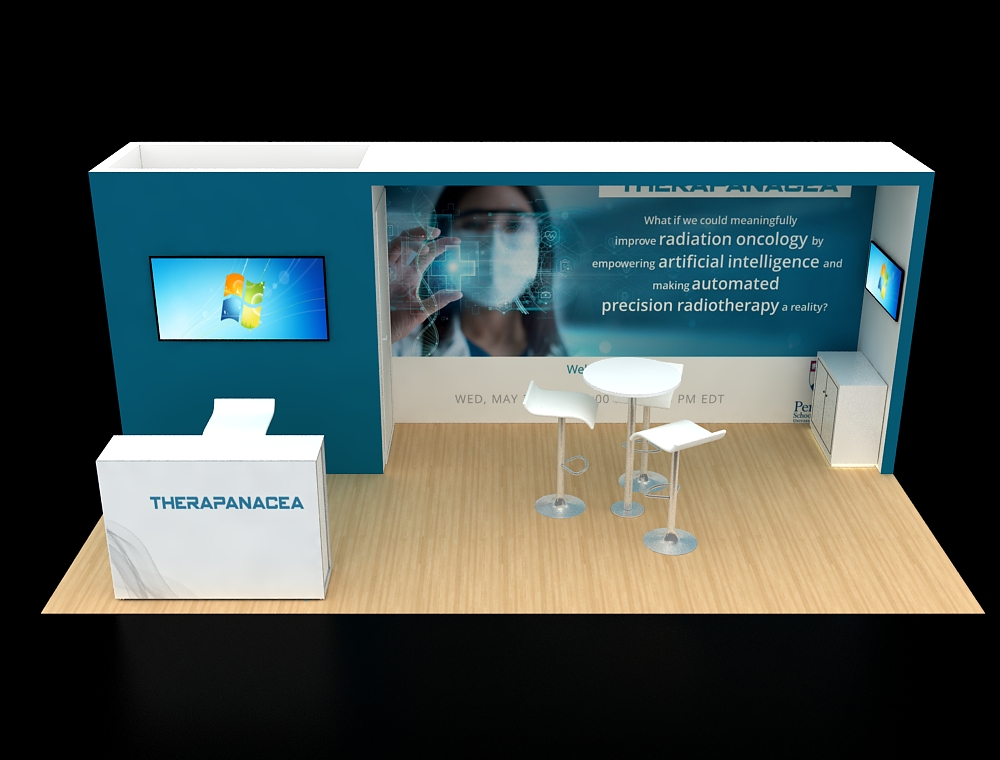 THERAPANACEA
What if we could meaningfully
improve radiation oncology by
empowering artificial intelligence and
making automated
precision radiotherapy a reality?
WED, MAY
00
PM EDT
THERAPANACEA